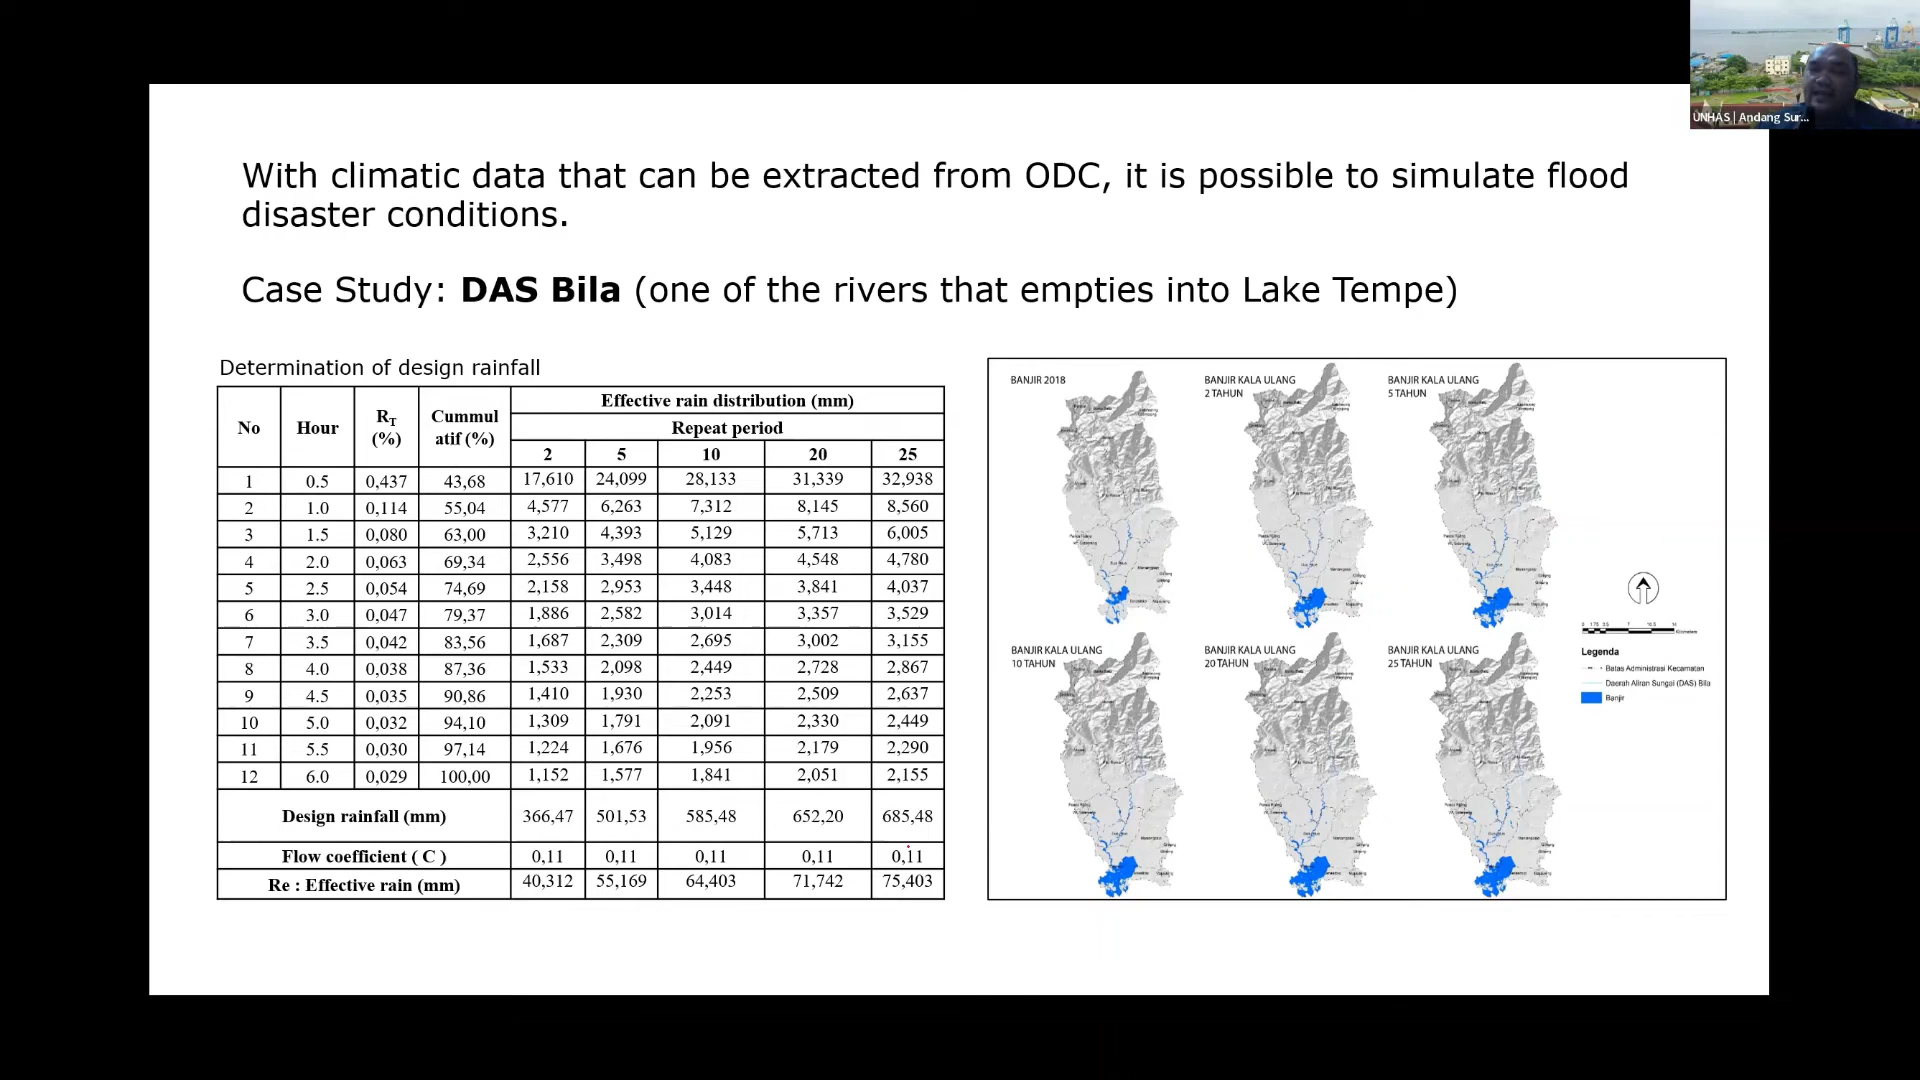 UNHAS | Andang Sur...
With climatic data that can be extracted from ODC, it is possible to simulate flood
disaster conditions.
Case Study: DAS Bila (one of the rivers that empties into Lake Tempe)
Determination of design rainfall
No Hour RT (%) Cummul atif (%) Effective rain distribution (mm)
Repeat period
2 5 10 20 25
1 0.5 0,437 43,68 17,610 24,099 28,133 31,339 32,938
2 1.0 0,114 55,04 4,577 6,263 7,312 8,145 8,560
3 1.5 0,080 63,00 3,210 4,393 5,129 5,713 6,005
4 2.0 0,063 69,34 2,556 3,498 4,083 4,548 4,780
5 2.5 0,054 74,69 2,158 2,953 3,448 3,841 4,037
6 3.0 0,047 79,37 1,886 2,582 3,014 3,357 3,529
7 3.5 0,042 83,56 1,687 2,309 2,695 3,002 3,155
8 4.0 0,038 87,36 1,533 2,098 2,449 2,728 2,867
9 4.5 0,035 90,86 1,410 1,930 2,253 2,509 2,637
10 5.0 0,032 94,10 1,309 1,791 2,091 2,330 2,449
11 5.5 0,030 97,14 1,224 1,676 1,956 2,179 2,290
12 6.0 0,029 100,00 1,152 1,577 1,841 2,051 2,155
Design rainfall (mm) 366,47 501,53 585,48 652,20 685,48
Flow coefficient ( C ) 0,11 0,11 0,11 0,11 0,11
Re : Effective rain (mm) 40,312 55,169 64,403 71,742 75,403
BANJIR 2018
BANJIR KALA ULANG
2 TAHUN
BANJIR KALA ULANG
5 TAHUN
BANJIR KALA ULANG
10 TAHUN
BANJIR KALA ULANG
20 TAHUN
BANJIR KALA ULANG
25 TAHUN
Legenda
Batas Administrasi Kecamatan
Daerah Aliran Sungai (DAS) Bila
Banjir